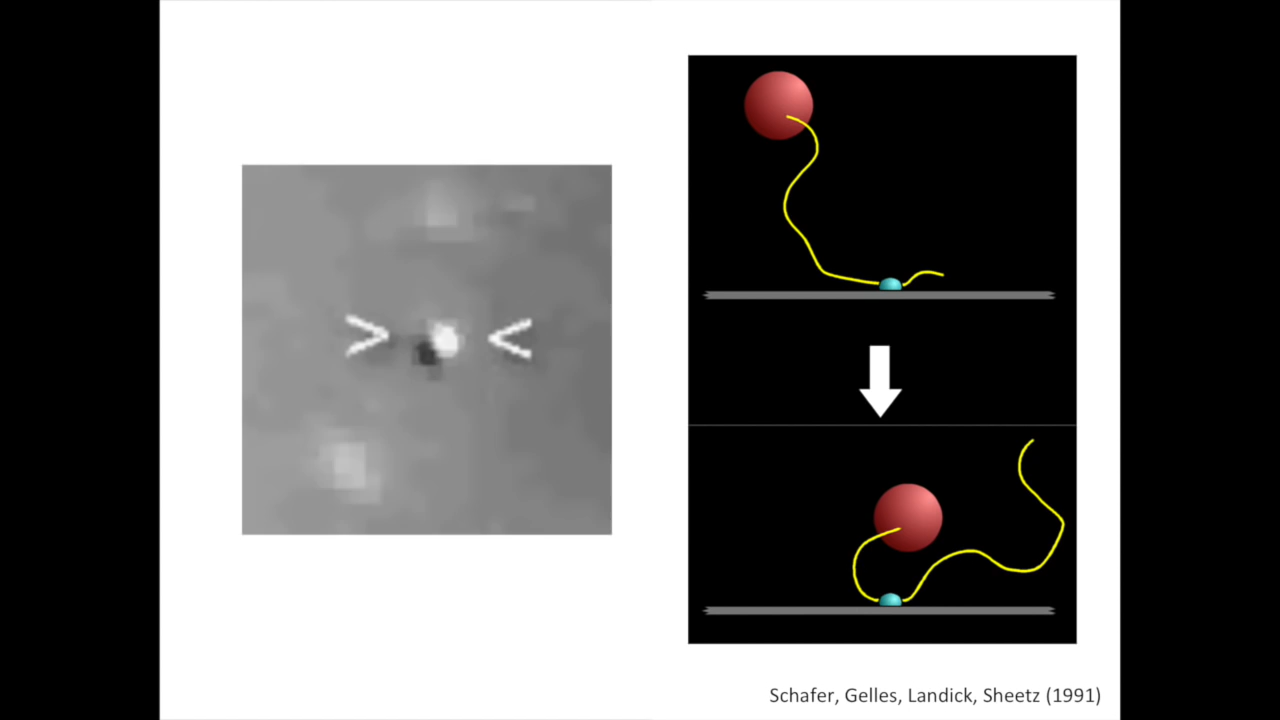 > <
Schafer, Gelles, Landick, Sheetz (1991)